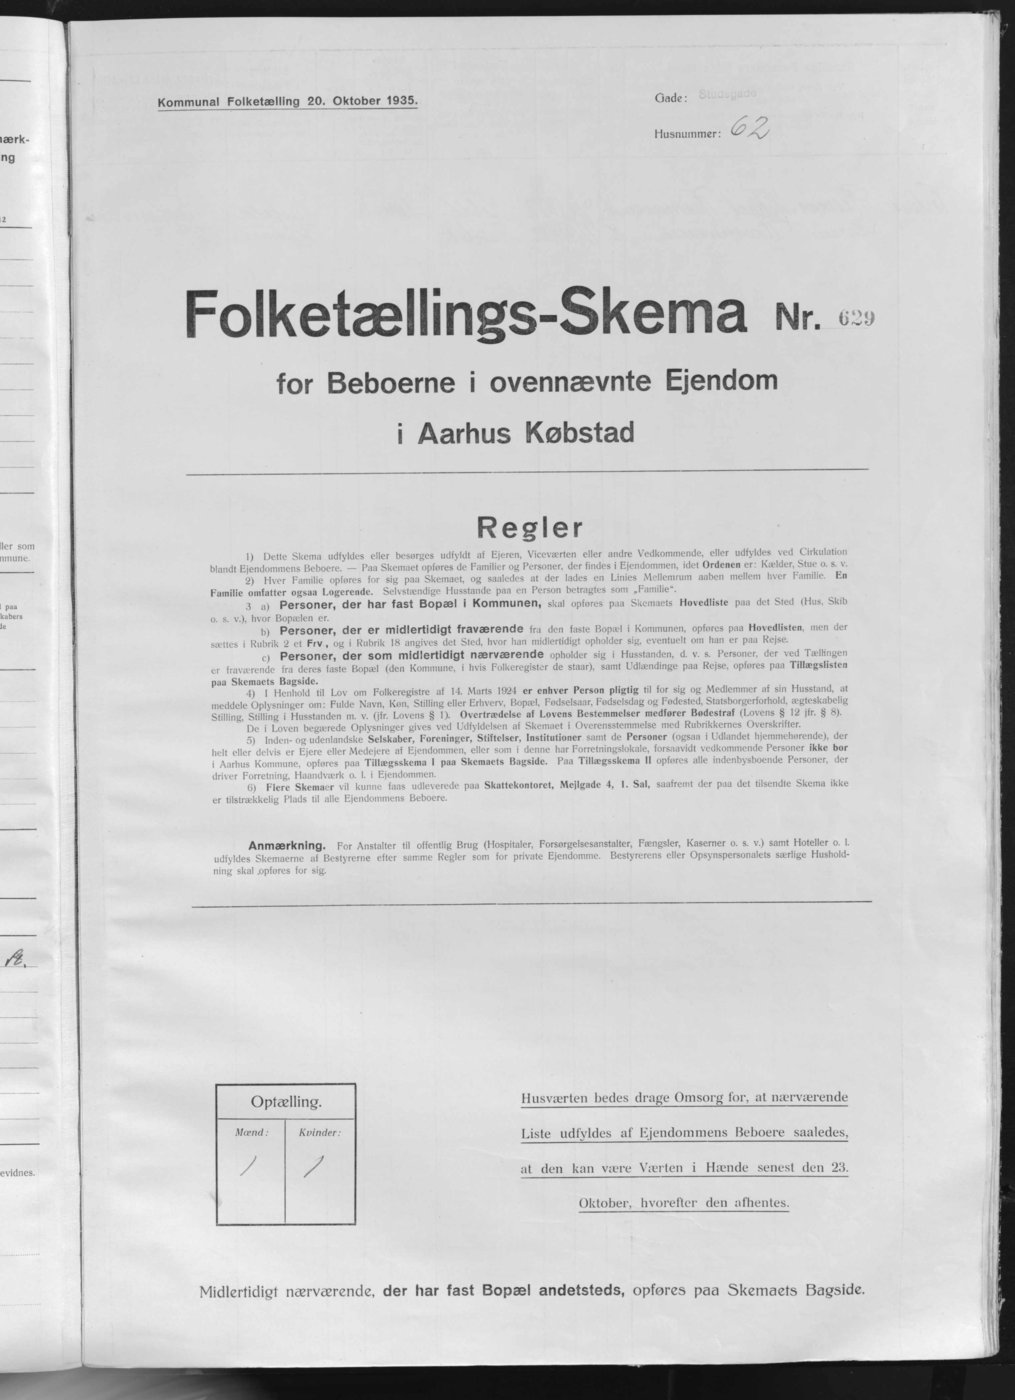 Kommunal Folketælling 20. Oktober 1935.
Gade: Studsgade
Husnummer: 62
Folketællings-Skema Nr. 629
for Beboerne i ovennævnte Ejendom
i Aarhus Købstad
Regler
1) Dette Skema udfyldes eller besørges udfyldt af Ejeren, Viceværten eller andre Vedkommende, eller udfyldes ved Cirkulation
blandt Ejendommens Beboere. — Paa Skemaet opføres de Familier og Personer, der findes i Ejendommen, idet Ordenen er: Kælder, Stue o. s. v.
2) Hver Familie opføres for sig paa Skemaet, og saaledes at der lades en Linies Mellemrum aaben mellem hver Familie. En
Familie omfatter ogsaa Logerende. Selvstændige Husstande paa en Person betragtes som „Familie“.
3 a) Personer, der har fast Bopæl i Kommunen, skal opføres paa Skemaets Hovedliste paa det Sted (Hus, Skib
o. s. v.), hvor Bopælen er.
b) Personer, der er midlertidigt fraværende fra den faste Bopæl i Kommunen, opføres paa Hovedlisten, men der
sættes i Rubrik 2 et Frv., og i Rubrik 18 angives det Sted, hvor han midlertidigt opholder sig, eventuelt om han er paa Rejse.
c) Personer, der som midlertidigt nærværende opholder sig i Husstanden, d. v. s. Personer, der ved Tællingen
er fraværende fra deres faste Bopæl (den Kommune, i hvis Folkeregister de staar), samt Udlændinge paa Rejse, opføres paa Tillægslisten
paa Skemaets Bagside.
4) I Henhold til Lov om Folkeregistre af 14. Marts 1924 er enhver Person pligtig til for sig og Medlemmer af sin Husstand, at
meddele Oplysninger om: Fulde Navn, Køn, Stilling eller Erhverv, Bopæl, Fødselsaar, Fødselsdag og Fødested, Statsborgerforhold, ægteskabelig
Stilling, Stilling i Husstanden m. v. (jfr. Lovens § 1). Overtrædelse af Lovens Bestemmelser medfører Bødestraf (Lovens § 12 jfr. § 8).
De i Loven begærede Oplysninger gives ved Udfyldelsen af Skemaet i Overensstemmelse med Rubrikkernes Overskrifter.
5) Inden- og udenlandske Selskaber, Foreninger, Stiftelser, Institutioner samt de Personer (ogsaa i Udlandet hjemmehørende), der
helt eller delvis er Ejere eller Medejere af Ejendommen, eller som i denne har Forretningslokale, forsaavidt vedkommende Personer ikke bor
i Aarhus Kommune, opføres paa Tillægsskema I paa Skemaets Bagside. Paa Tillægsskema II opføres alle indenbysboende Personer, der
driver Forretning, Haandværk o. l. i Ejendommen.
6) Flere Skemaer vil kunne faas udleverede paa Skattekontoret, Mejlgade 4, 1. Sal, saafremt der paa det tilsendte Skema ikke
er tilstrækkelig Plads til alle Ejendommens Beboere.
Anmærkning. For Anstalter til offentlig Brug (Hospitaler, Forsørgelsesanstalter, Fængsler, Kaserner o. s. v.) samt Hoteller o. l.
udfyldes Skemaerne af Bestyrerne efter samme Regler som for private Ejendomme. Bestyrerens eller Opsynspersonalets særlige Hushold-
ning skal opføres for sig.
Optælling.
Mænd: Kvinder:
1 1
Husværten bedes drage Omsorg for, at nærværende
Liste udfyldes af Ejendommens Beboere saaledes,
at den kan være Værten i Hænde senest den 23.
Oktober, hvorefter den afhentes.
Midlertidigt nærværende, der har fast Bopæl andetsteds, opføres paa Skemaets Bagside.